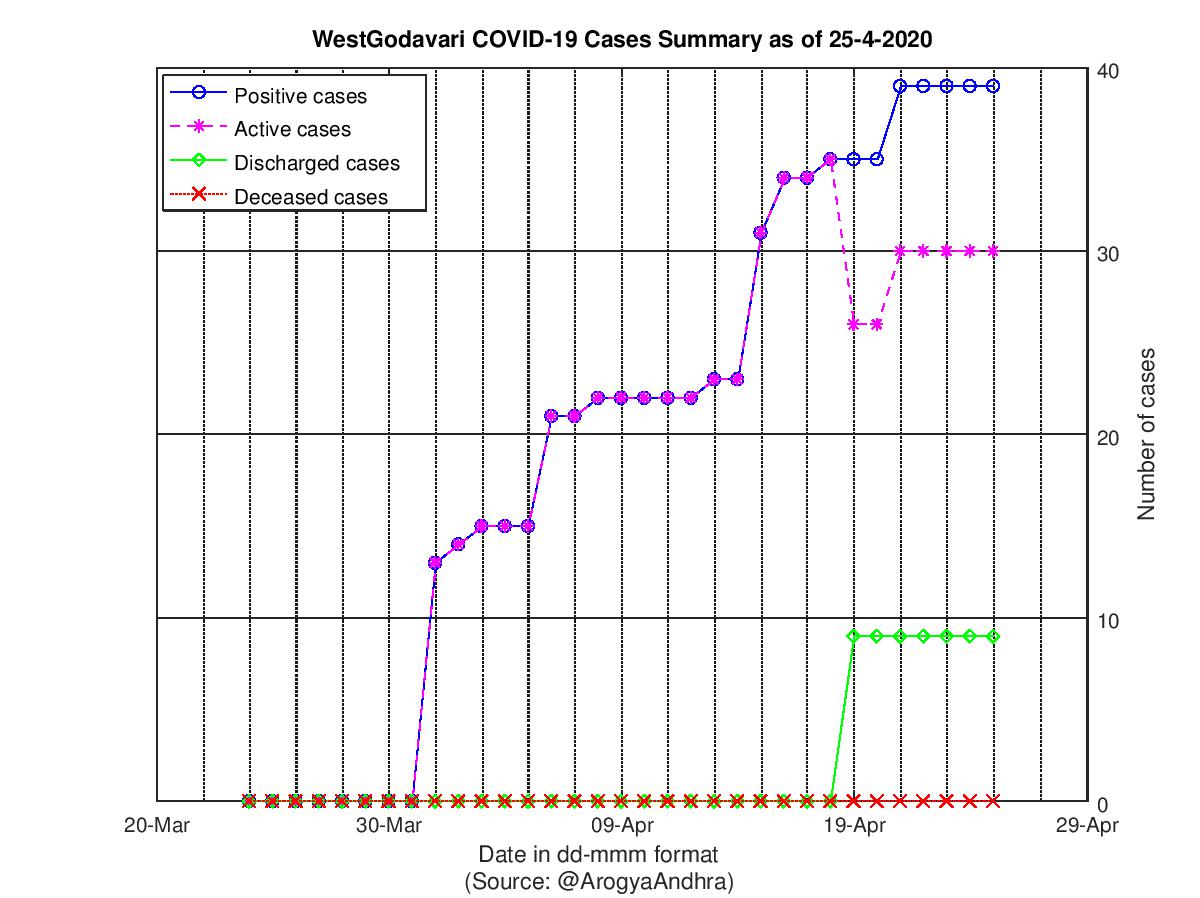 WestGodavari COVID-19 Cases Summary as of 25-4-2020
Positive cases
Active cases
Discharged cases
Deceased cases
40
30
20
10
0
Number of cases
20-Mar 30-Mar 09-Apr 19-Apr 29-Apr
Date in dd-mmm format
(Source: @ArogyaAndhra)